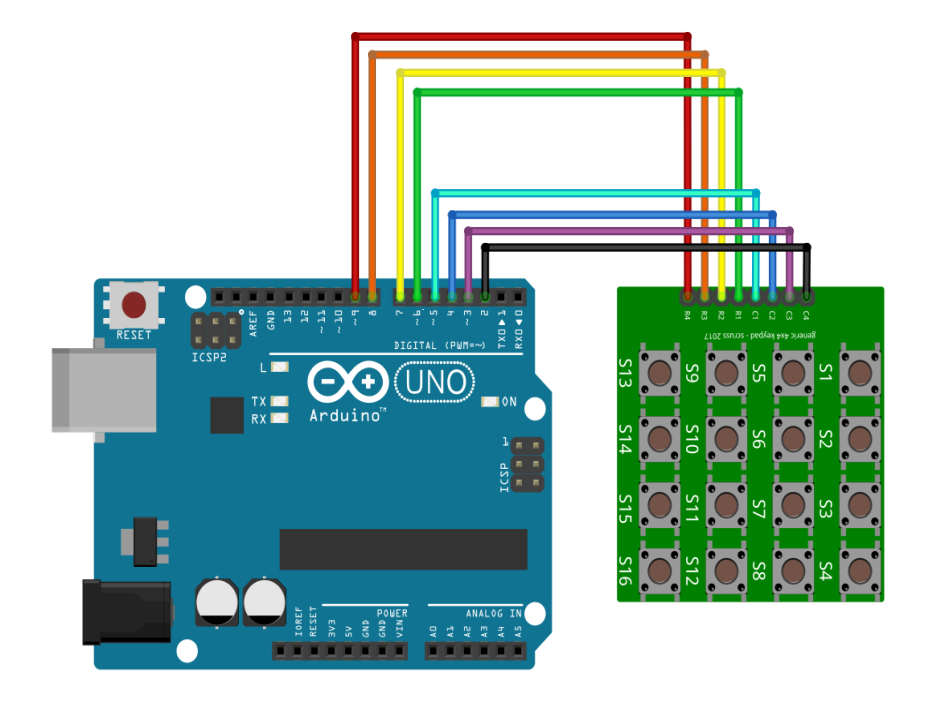 RESET
ICSP2
AREF
GND
13
12
~11
~10
~9
8
7
~6
~5
4
~3
2
TX0▶1
RX0◀0
DIGITAL (PWM=~)
L
TX
RX
Arduino™
UNO
ON
1
ICSP
IOREF
RESET
3V3
5V
GND
GND
VIN
POWER
ANALOG IN
A0
A1
A2
A3
A4
A5
R4
R3
R2
R1
C1
C2
C3
C4
generic 4x4 keypad - scruss 2017
S13
S9
S5
S1
S14
S10
S6
S2
S15
S11
S7
S3
S16
S12
S8
S4